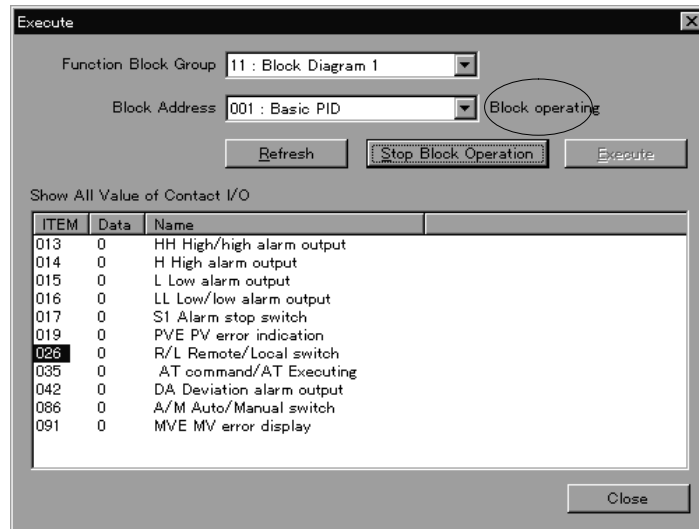 Execute
Function Block Group 11 : Block Diagram 1
Block Address 001 : Basic PID Block operating
Refresh Stop Block Operation Execute
Show All Value of Contact I/O
ITEM Data Name
013 0 HH High/high alarm output
014 0 H High alarm output
015 0 L Low alarm output
016 0 LL Low/low alarm output
017 0 S1 Alarm stop switch
019 0 PVE PV error indication
026 0 R/L Remote/Local switch
035 0 AT command/AT Executing
042 0 DA Deviation alarm output
086 0 A/M Auto/Manual switch
091 0 MVE MV error display
Close